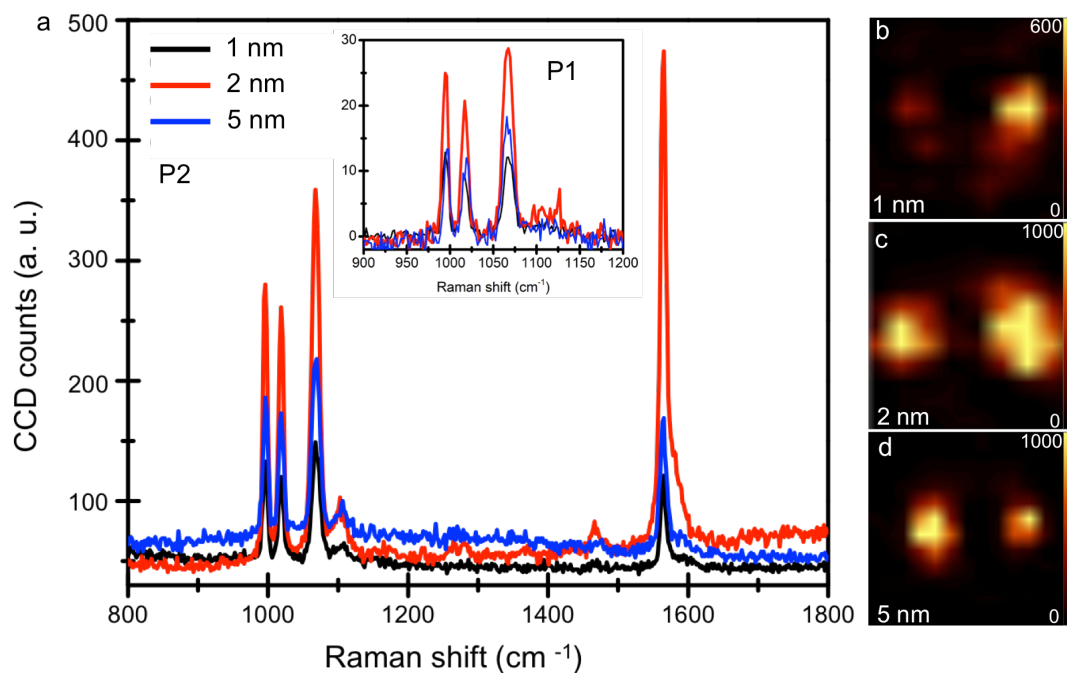 a
500
400
300
200
100
CCD counts (a. u.)
1 nm
2 nm
5 nm
P2
P1
30
20
10
0
900 950 1000 1050 1100 1150 1200
Raman shift (cm-1)
800 1000 1200 1400 1600 1800
Raman shift (cm -1)
b
600
1 nm
0
c
1000
2 nm
0
d
1000
5 nm
0